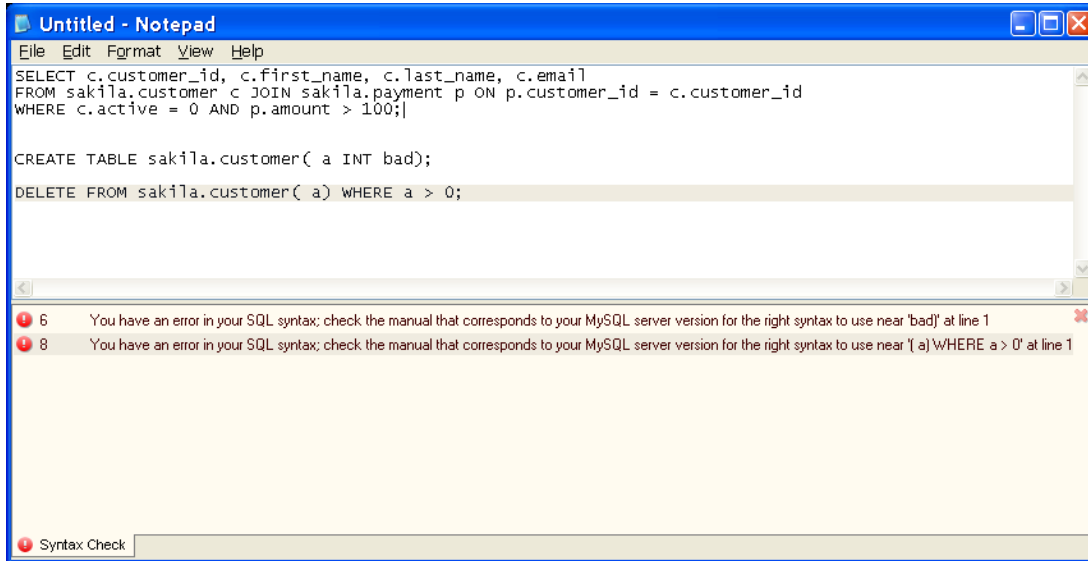 Untitled - Notepad
File Edit Format View Help
SELECT c.customer_id, c.first_name, c.last_name, c.email
FROM sakila.customer c JOIN sakila.payment p ON p.customer_id = c.customer_id
WHERE c.active = 0 AND p.amount > 100;
CREATE TABLE sakila.customer( a INT bad);
DELETE FROM sakila.customer( a) WHERE a > 0;
6 You have an error in your SQL syntax; check the manual that corresponds to your MySQL server version for the right syntax to use near 'bad)' at line 1
8 You have an error in your SQL syntax; check the manual that corresponds to your MySQL server version for the right syntax to use near '( a) WHERE a > 0' at line 1
Syntax Check